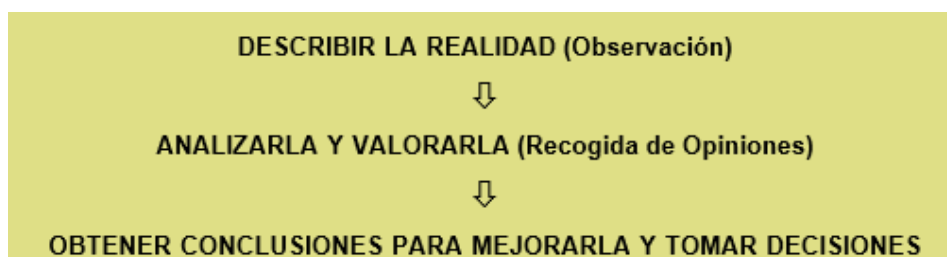 DESCRIBIR LA REALIDAD (Observación)
⇩
ANALIZARLA Y VALORARLA (Recogida de Opiniones)
⇩
OBTENER CONCLUSIONES PARA MEJORARLA Y TOMAR DECISIONES